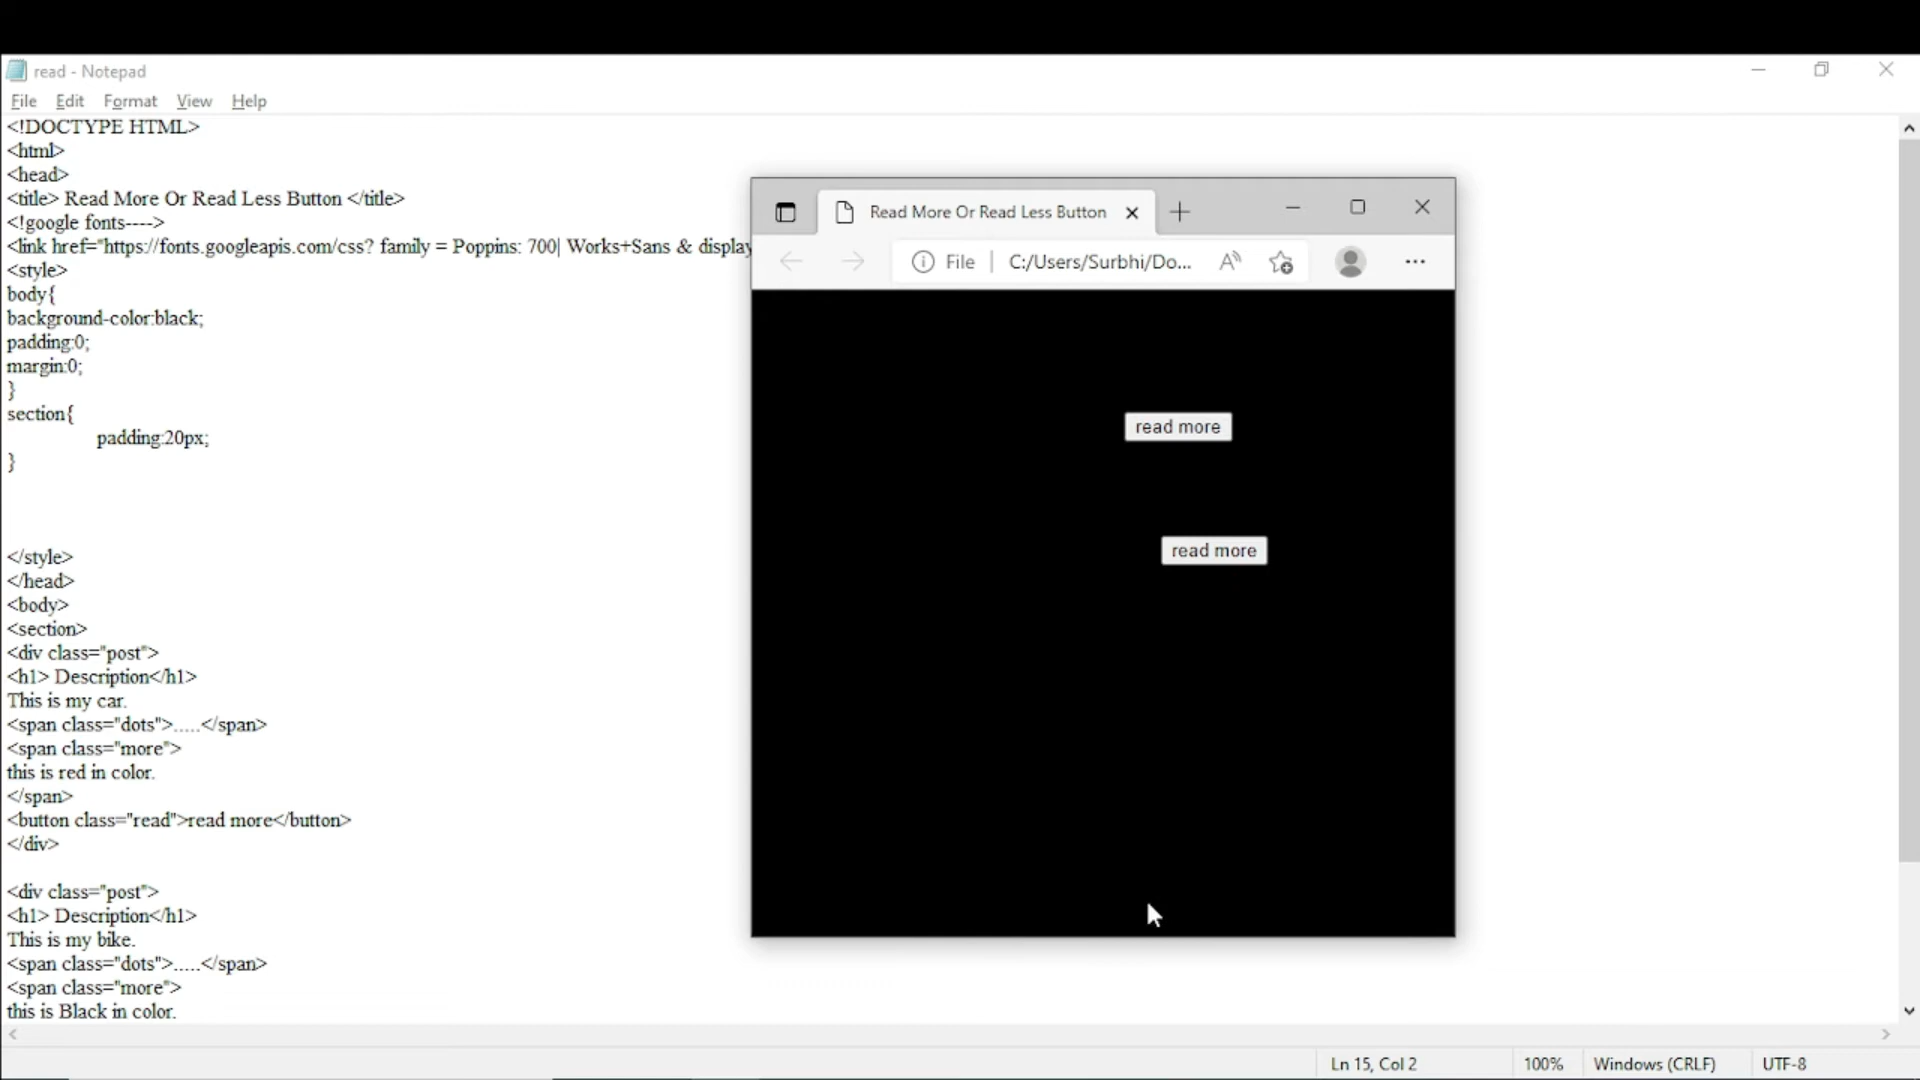 read - Notepad
File Edit Format View Help
<!DOCTYPE HTML>
<html>
<head>
<title> Read More Or Read Less Button </title>
<!google fonts---->
<link href="https://fonts.googleapis.com/css? family = Poppins: 700| Works+Sans & display
<style>
body{
background-color:black;
padding:0;
margin:0;
}
section{
padding:20px;
}
</style>
</head>
<body>
<section>
<div class="post">
<h1> Description</h1>
This is my car.
<span class="dots">.....</span>
<span class="more">
this is red in color.
</span>
<button class="read">read more</button>
</div>
<div class="post">
<h1> Description</h1>
This is my bike.
<span class="dots">.....</span>
<span class="more">
this is Black in color.
Read More Or Read Less Button
File C:/Users/Surbhi/Do...
read more
read more
Ln 15, Col 2 100% Windows (CRLF) UTF-8